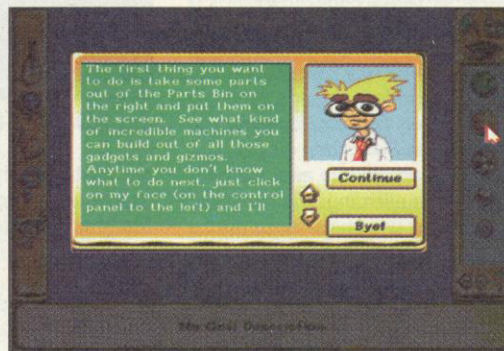 The first thing you want
to do is take some parts
out of the Parts Bin on
the right and put them on
the screen. See what kind
of incredible machines you
can build out of all those
gadgets and gizmos.
Anytime you don't know
what to do next, just click
on my face (on the control
panel to the left) and I'll
Continue
Bye!
My Goal Description